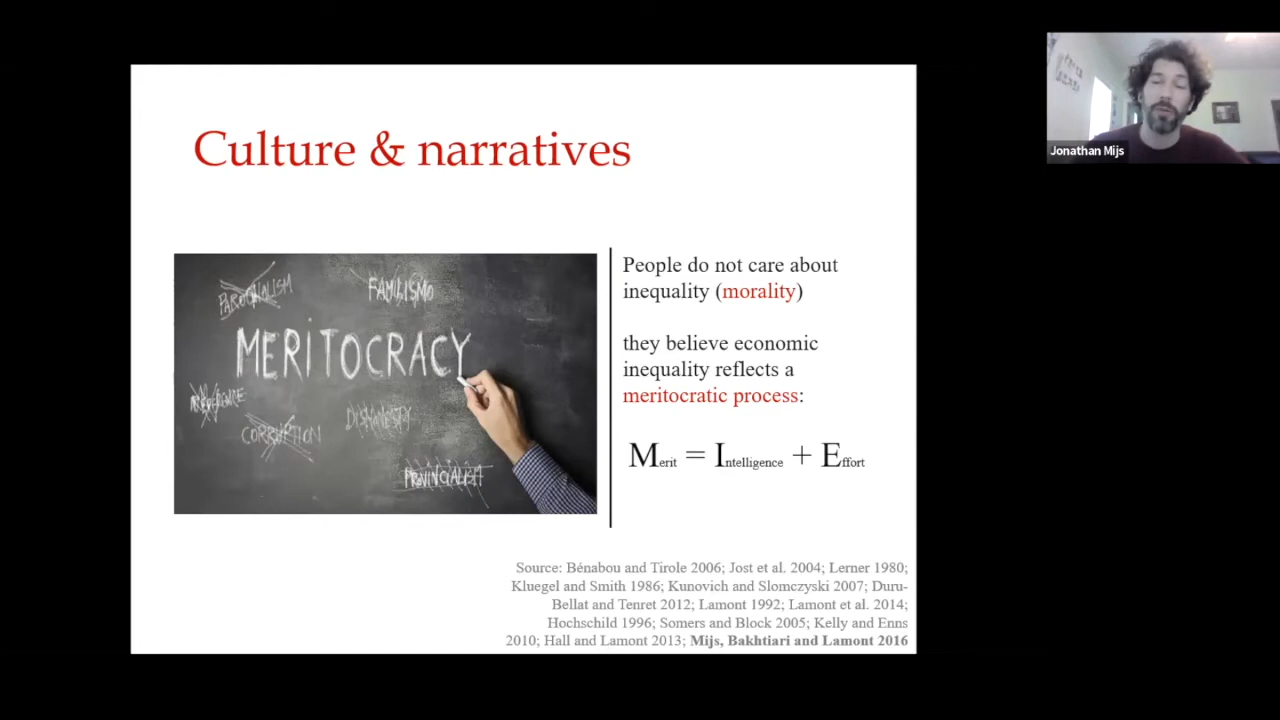 Culture & narratives
PAROCHIALISM
FAMILISMO
MERiTOCRACY
CORRUPTION
DISHONESTY
PROVINCIALISM
People do not care about
inequality (morality)
they believe economic
inequality reflects a
meritocratic process:
Merit = Intelligence + Effort
Source: Bénabou and Tirole 2006; Jost et al. 2004; Lerner 1980;
Kluegel and Smith 1986; Kunovich and Slomczyski 2007; Duru-
Bellat and Tenret 2012; Lamont 1992; Lamont et al. 2014;
Hochschild 1996; Somers and Block 2005; Kelly and Enns
2010; Hall and Lamont 2013; Mijs, Bakhtiari and Lamont 2016
Jonathan Mijs